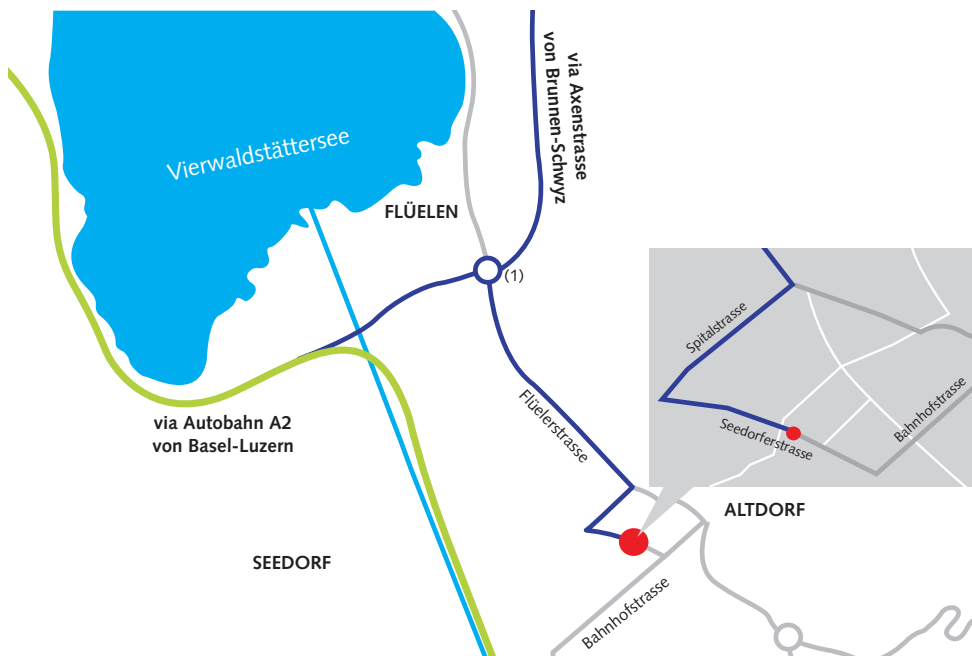 via Axenstrasse
von Brunnen-Schwyz
Vierwaldstättersee
FLÜELEN
(1)
Spitalstrasse
Flüelerstrasse
via Autobahn A2
von Basel-Luzern
Bahnhofstrasse
Seedorferstrasse
ALTDORF
SEEDORF
Bahnhofstrasse